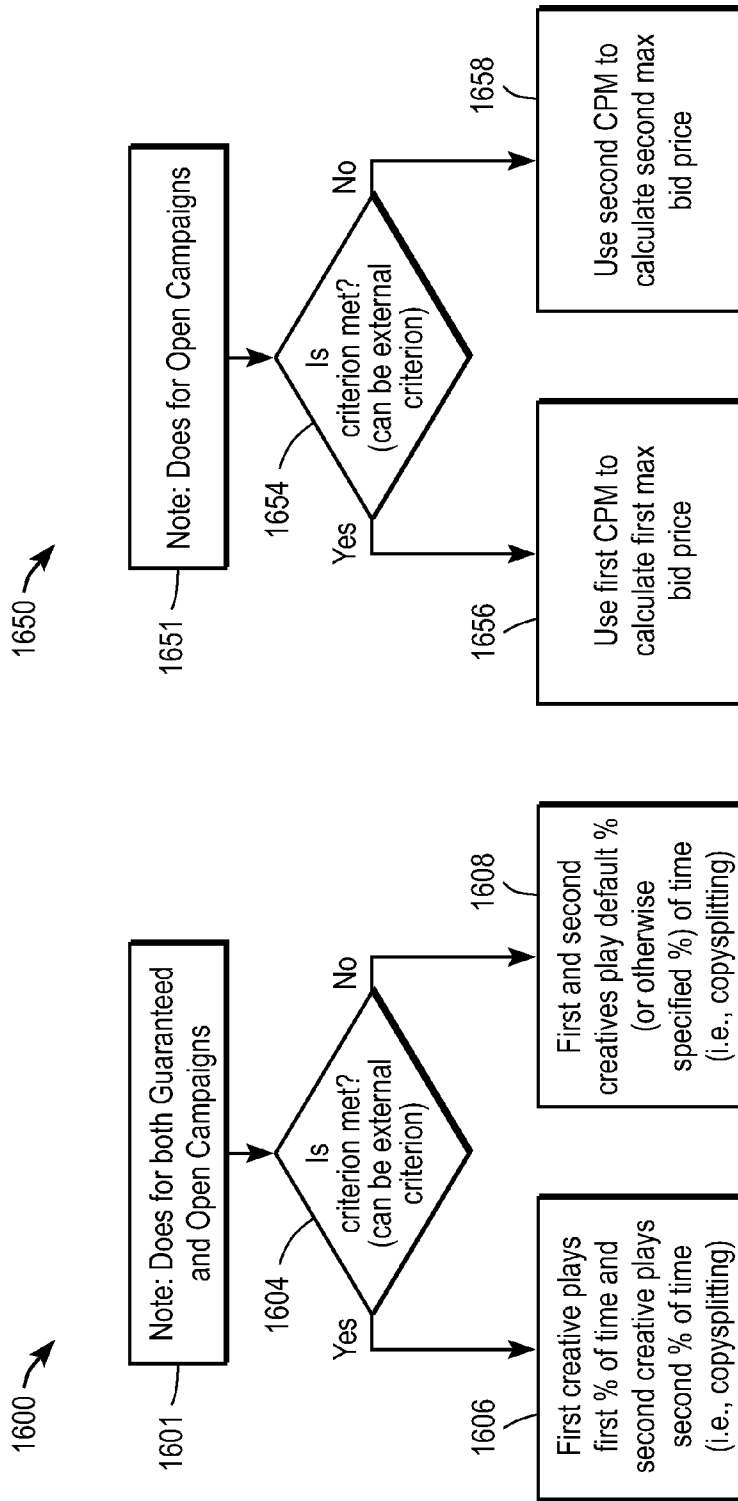 1600
1601
Note: Does for both Guaranteed
and Open Campaigns
1604
Is
criterion met?
(can be external
criterion)
Yes
No
1606
First creative plays
first % of time and
second creative plays
second % of time
(i.e., copysplitting)
1608
First and second
creatives play default %
(or otherwise
specified %) of time
(i.e., copysplitting)
1650
1651
Note: Does for Open Campaigns
1654
Is
criterion met?
(can be external
criterion)
Yes
No
1656
Use first CPM to
calculate first max
bid price
1658
Use second CPM to
calculate second max
bid price